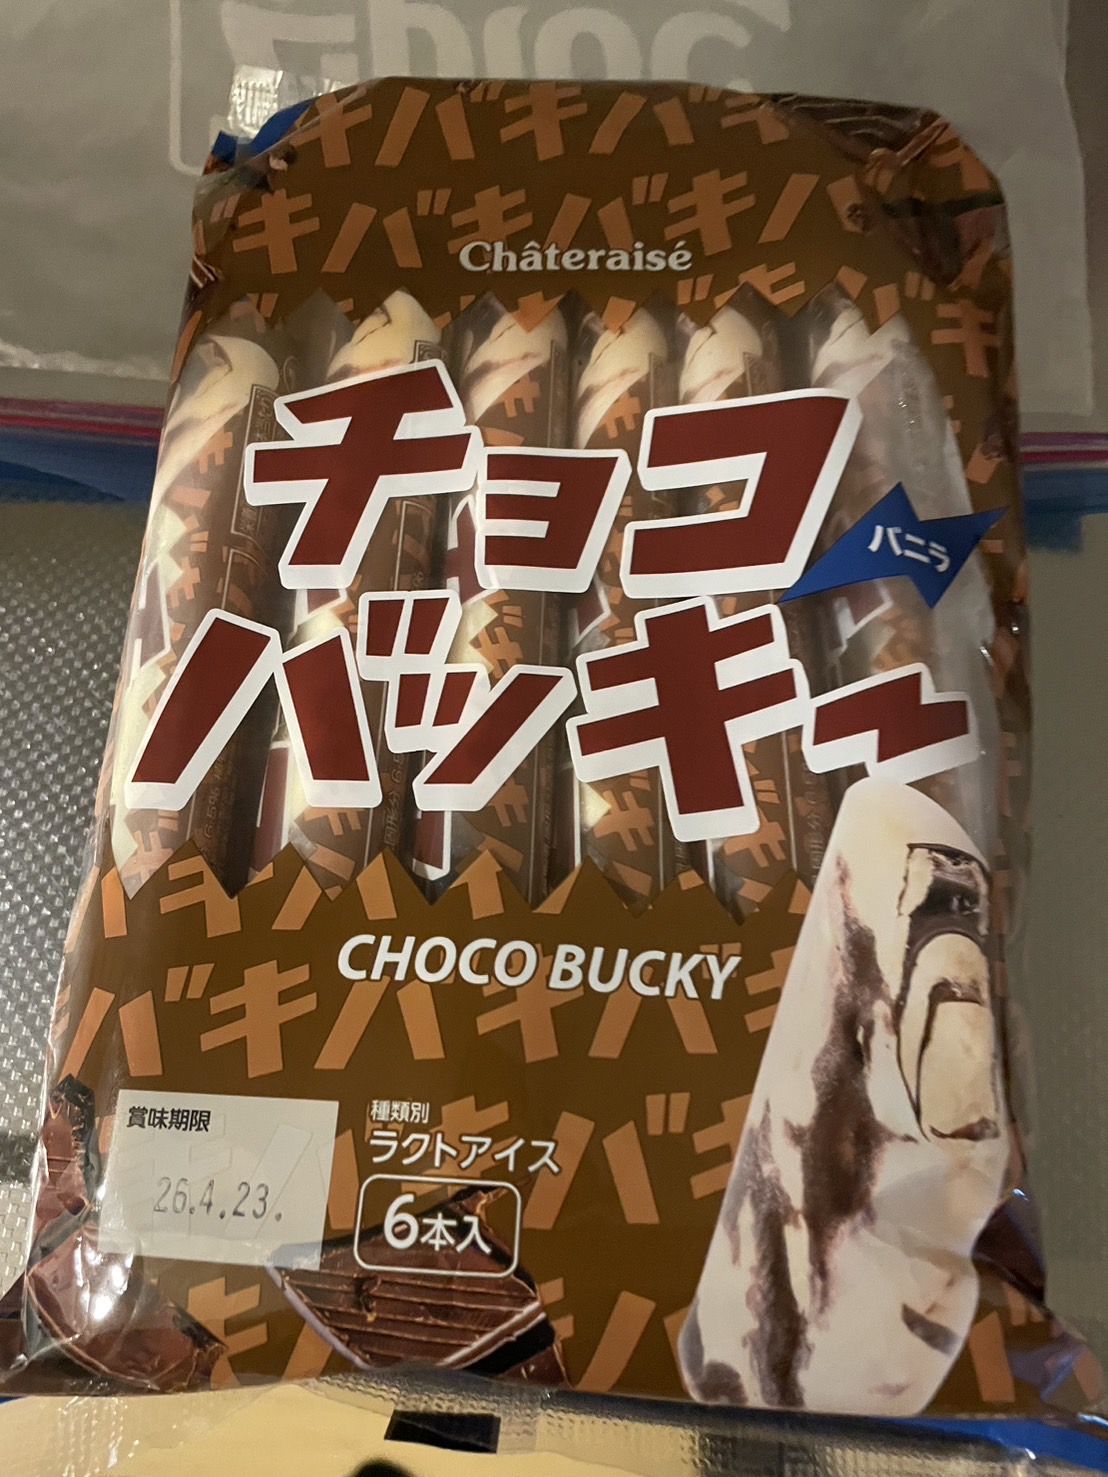 Châteraisé
チョコ
バニラ
バッキー
CHOCO BUCKY
賞味期限
26.4.23.
種類別
ラクトアイス
6本入